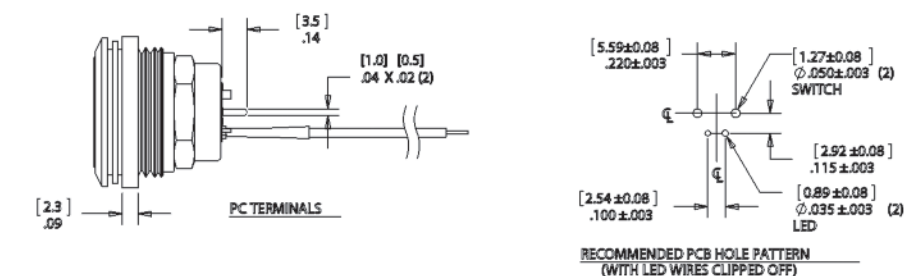 [3.5]
.14
[1.0] [0.5]
.04 X .02 (2)
[2.3]
.09
PC TERMINALS
[5.59±0.08]
.220±.003
[1.27±0.08]
∅.050±.003 (2)
SWITCH
℄
℄
[2.92 ±0.08]
.115 ±.003
[2.54±0.08]
.100 ±.003
[0.89±0.08]
∅.035 ±.003 (2)
LED
RECOMMENDED PCB HOLE PATTERN
(WITH LED WIRES CLIPPED OFF)